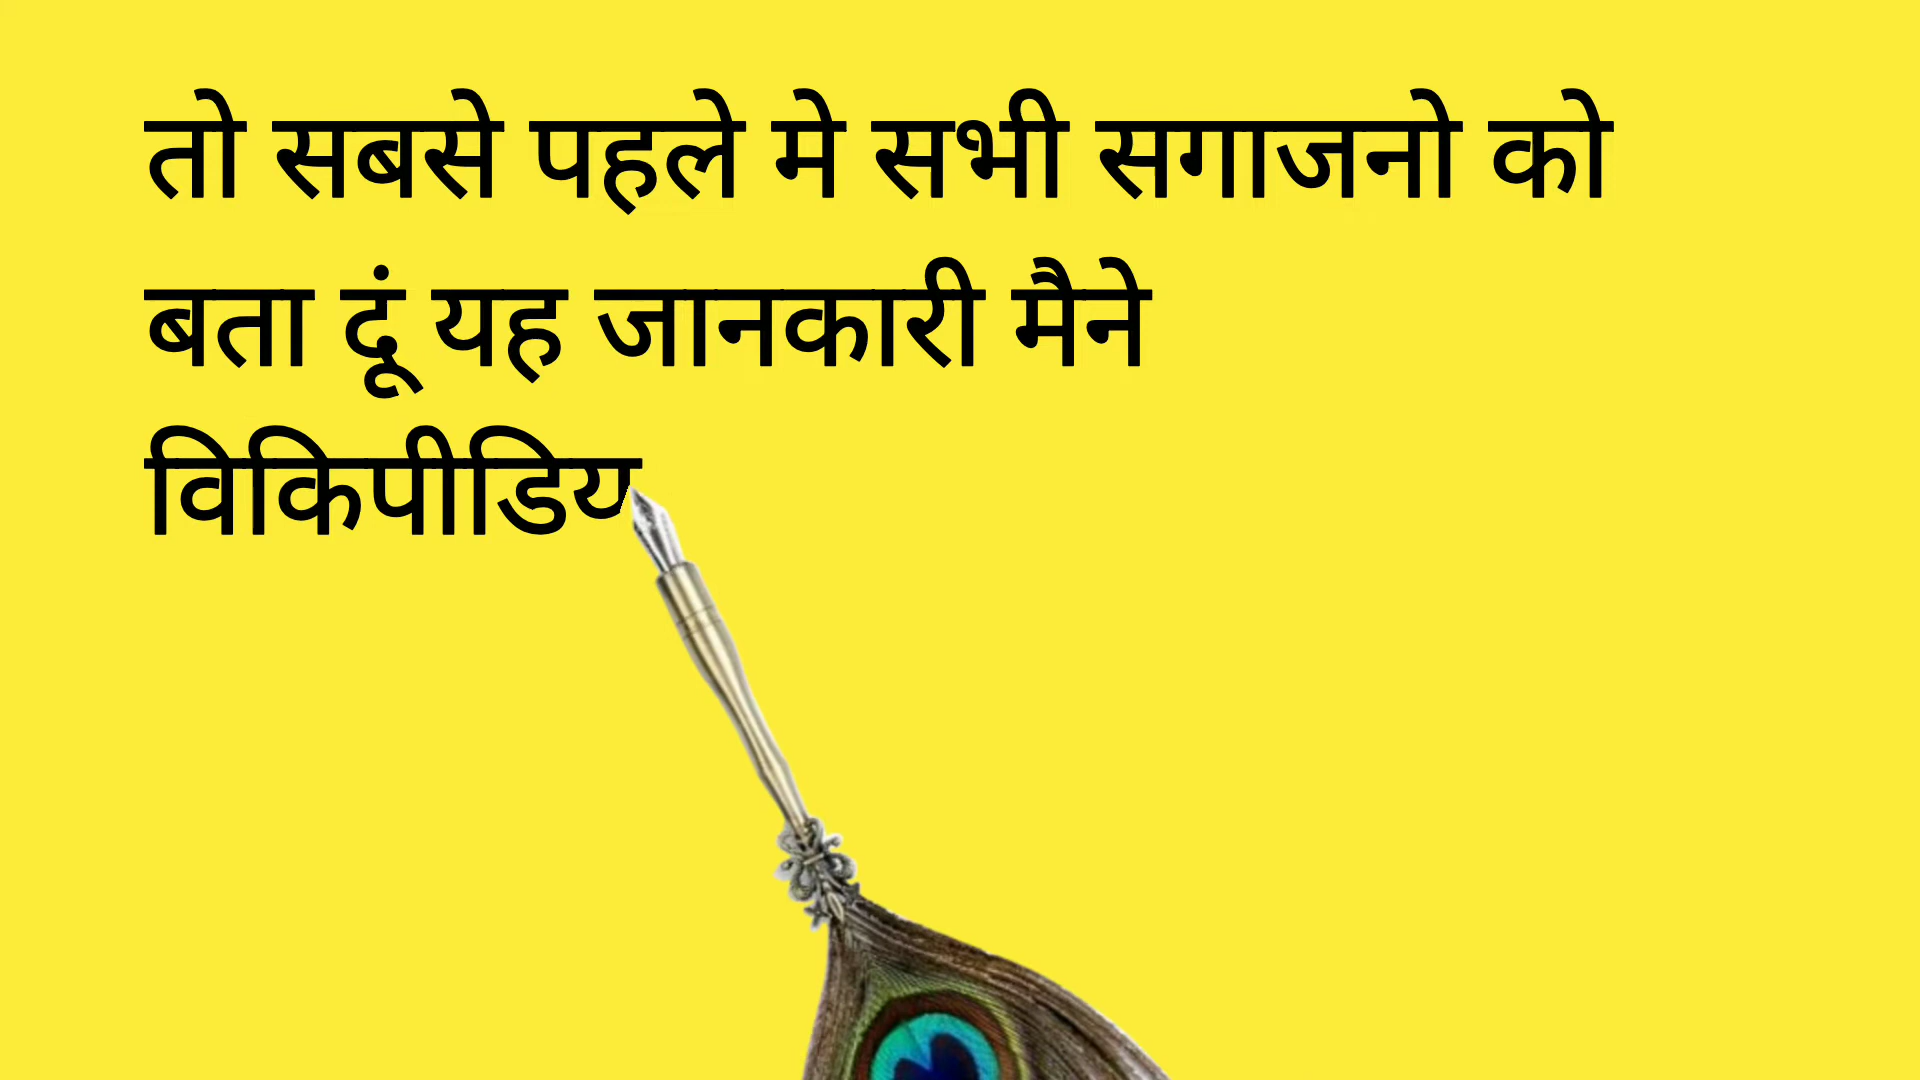 तो सबसे पहले मे सभी सगाजनो को
बता दूं यह जानकारी मैने
विकिपीडिय